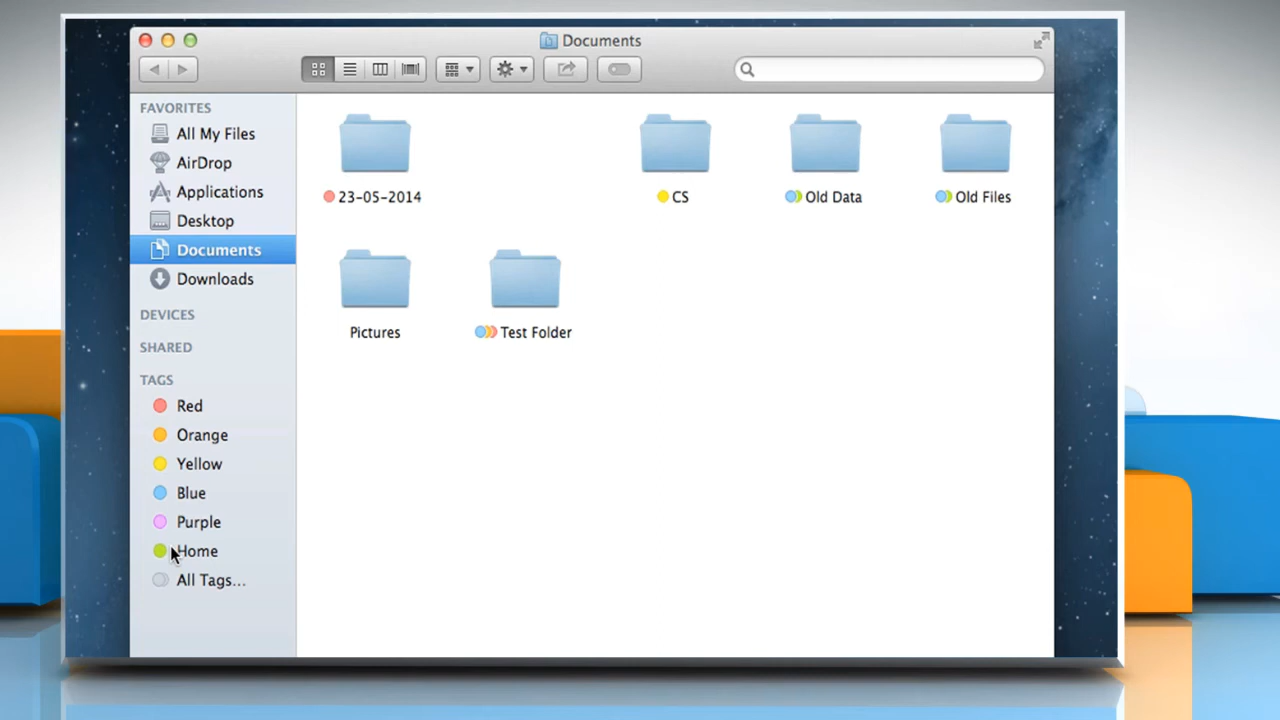 Documents
FAVORITES
All My Files
AirDrop
Applications
Desktop
Documents
Downloads
DEVICES
SHARED
TAGS
Red
Orange
Yellow
Blue
Purple
Home
All Tags...
23-05-2014
CS
Old Data
Old Files
Pictures
Test Folder